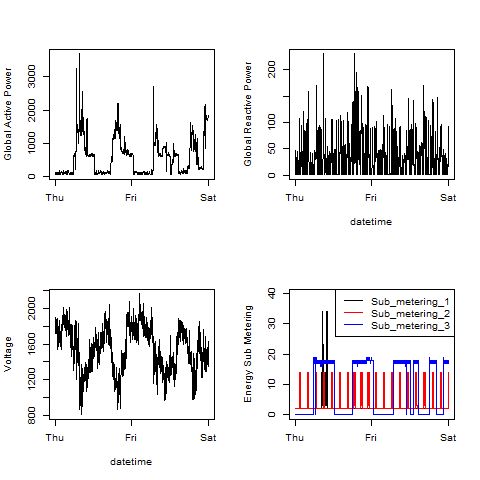 Global Active Power
0 1000 2000 3000
Thu Fri Sat
Global Reactive Power
0 50 100 200
Thu Fri Sat
datetime
Voltage
800 1200 1600 2000
Thu Fri Sat
datetime
Energy Sub Metering
0 10 20 30 40
Sub_metering_1
Sub_metering_2
Sub_metering_3
Thu Fri Sat